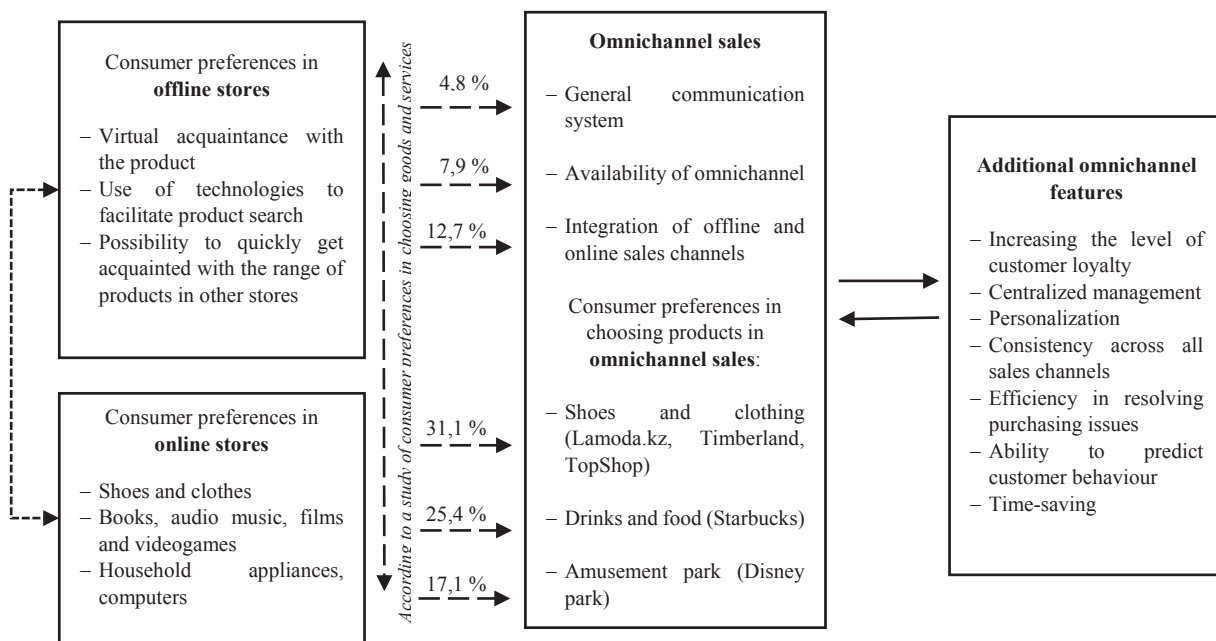 Consumer preferences in
offline stores
– Virtual acquaintance with
the product
– Use of technologies to
facilitate product search
– Possibility to quickly get
acquainted with the range of
products in other stores
Consumer preferences in
online stores
– Shoes and clothes
– Books, audio music, films
and videogames
– Household appliances,
computers
According to a study of consumer preferences in choosing goods and services
4,8 %
7,9 %
12,7 %
31,1 %
25,4 %
17,1 %
Omnichannel sales
– General communication
system
– Availability of omnichannel
– Integration of offline and
online sales channels
Consumer preferences in
choosing products in
omnichannel sales:
– Shoes and clothing
(Lamoda.kz, Timberland,
TopShop)
– Drinks and food (Starbucks)
– Amusement park (Disney
park)
Additional omnichannel
features
– Increasing the level of
customer loyalty
– Centralized management
– Personalization
– Consistency across all
sales channels
– Efficiency in resolving
purchasing issues
– Ability to predict
customer behaviour
– Time-saving